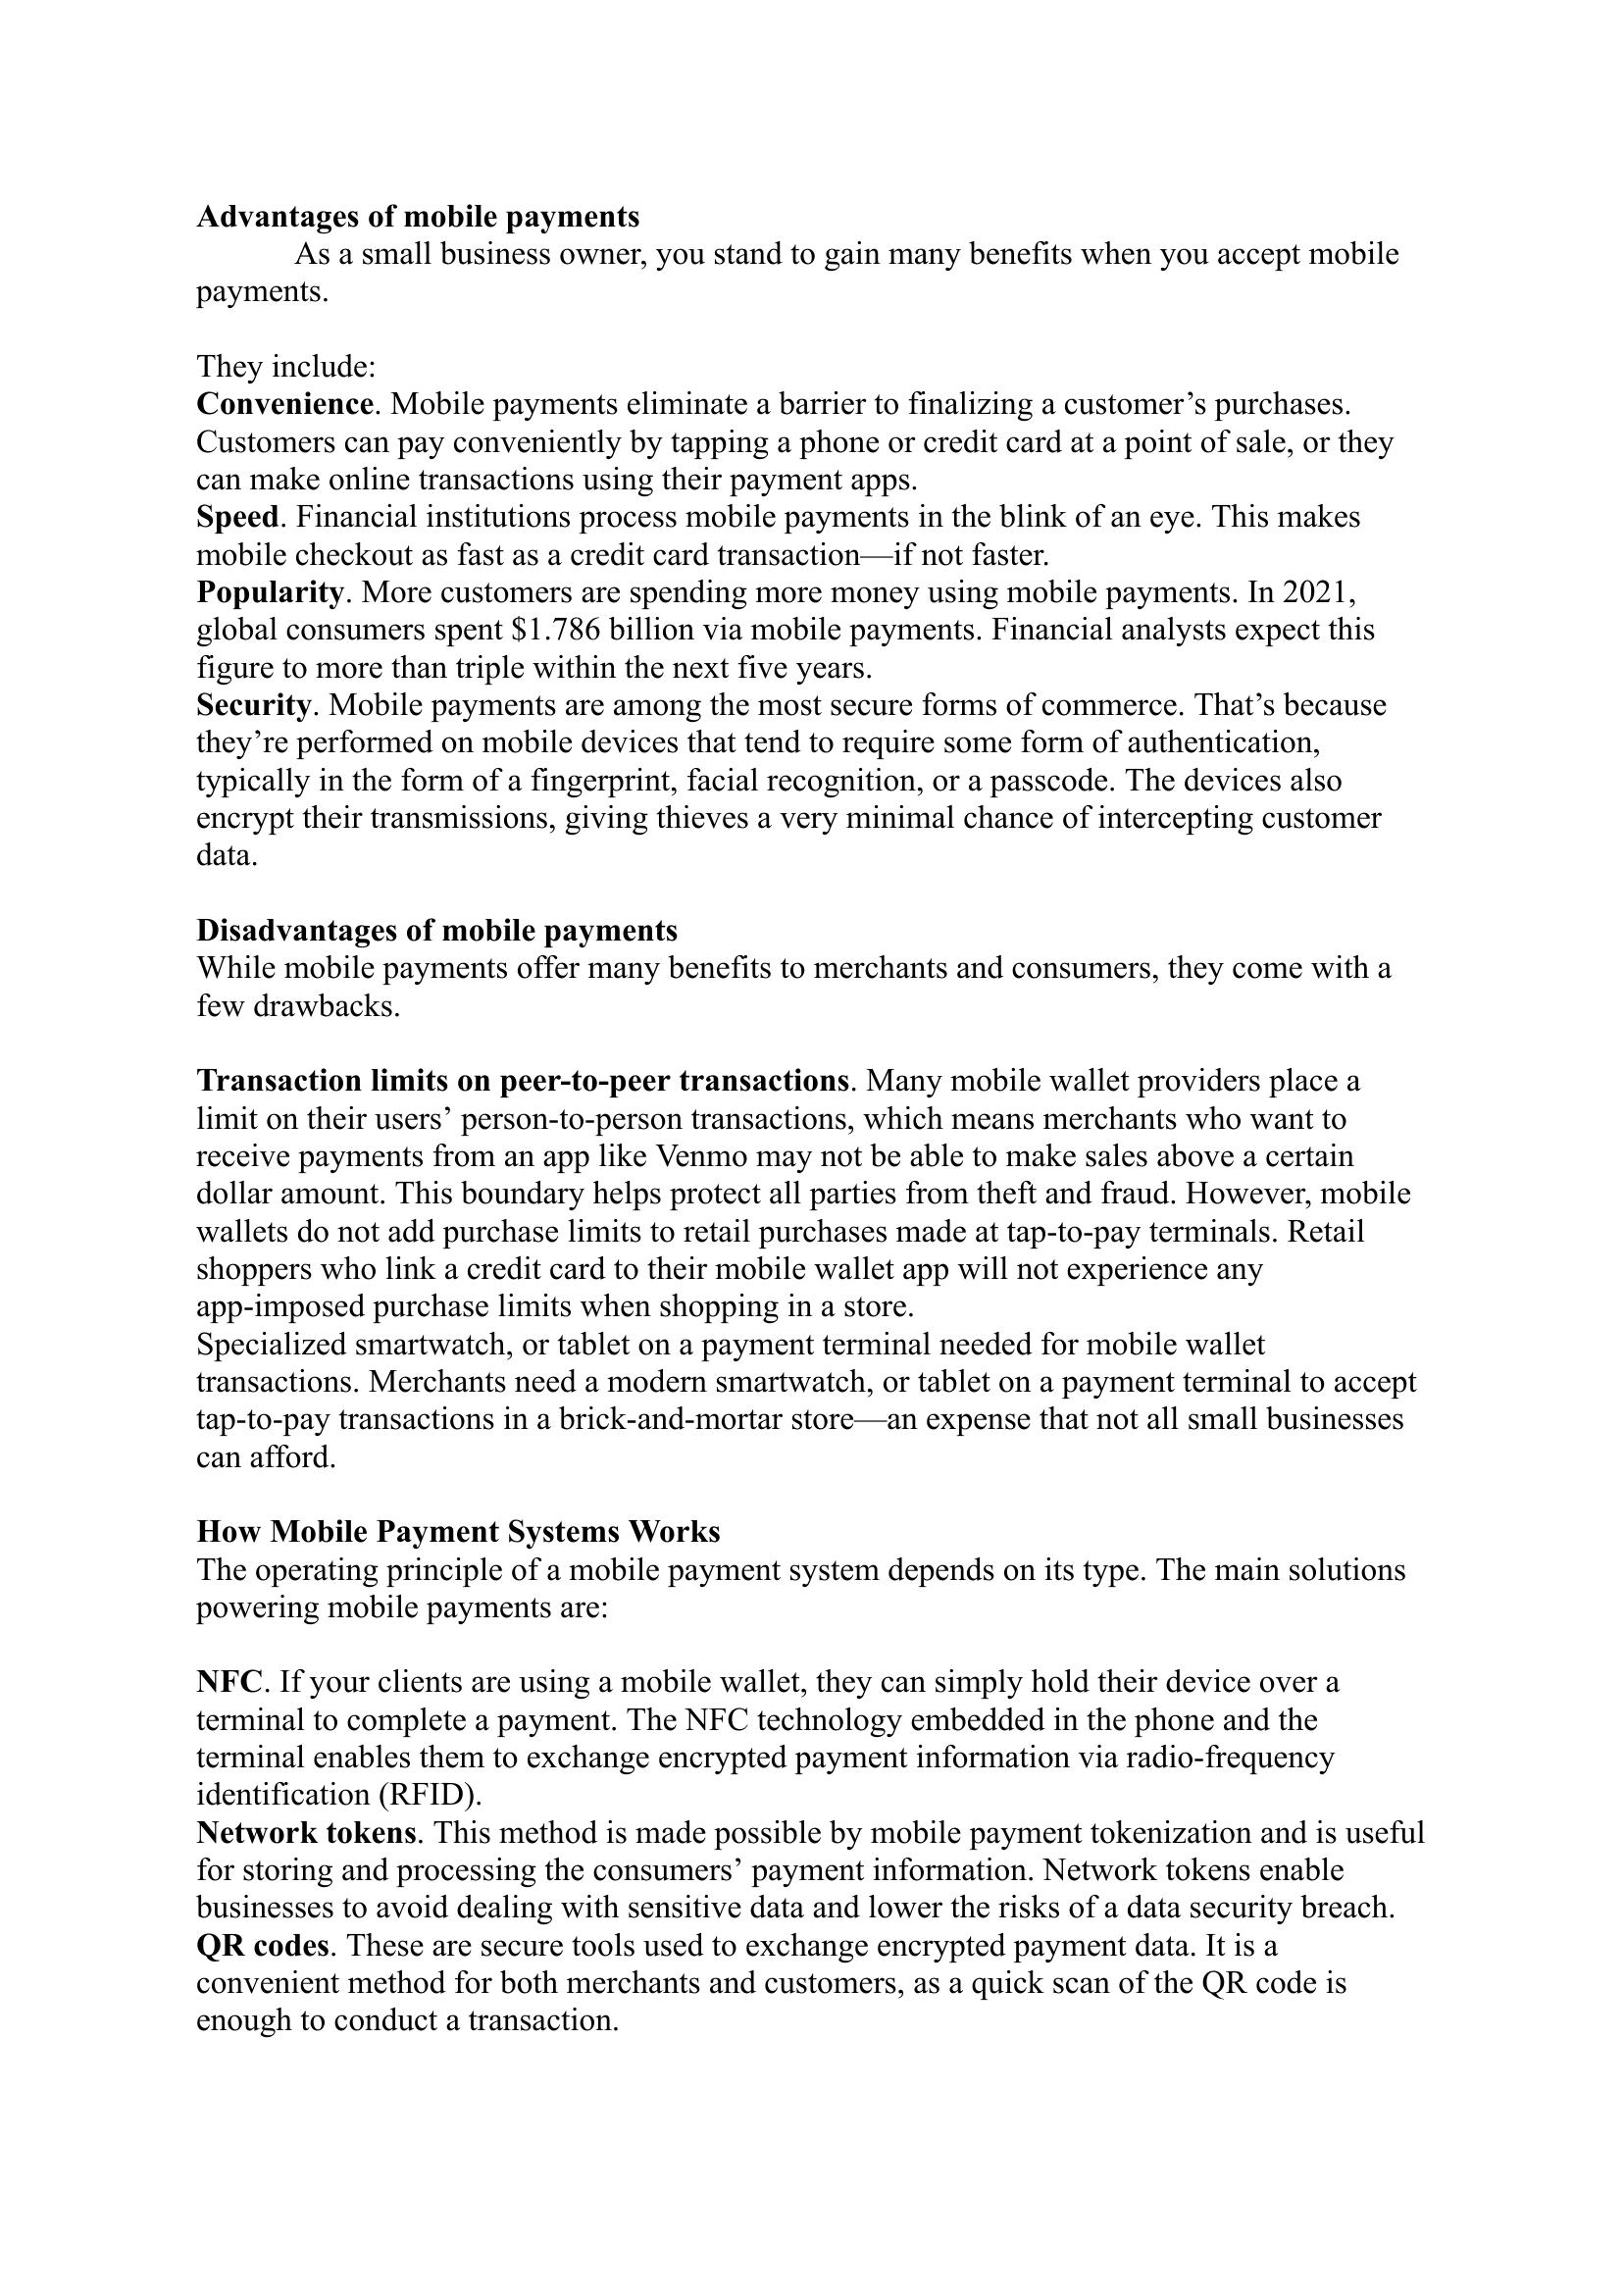 Advantages of mobile payments
As a small business owner, you stand to gain many benefits when you accept mobile
payments.
They include:
Convenience. Mobile payments eliminate a barrier to finalizing a customer’s purchases.
Customers can pay conveniently by tapping a phone or credit card at a point of sale, or they
can make online transactions using their payment apps.
Speed. Financial institutions process mobile payments in the blink of an eye. This makes
mobile checkout as fast as a credit card transaction—if not faster.
Popularity. More customers are spending more money using mobile payments. In 2021,
global consumers spent $1.786 billion via mobile payments. Financial analysts expect this
figure to more than triple within the next five years.
Security. Mobile payments are among the most secure forms of commerce. That’s because
they’re performed on mobile devices that tend to require some form of authentication,
typically in the form of a fingerprint, facial recognition, or a passcode. The devices also
encrypt their transmissions, giving thieves a very minimal chance of intercepting customer
data.
Disadvantages of mobile payments
While mobile payments offer many benefits to merchants and consumers, they come with a
few drawbacks.
Transaction limits on peer-to-peer transactions. Many mobile wallet providers place a
limit on their users’ person-to-person transactions, which means merchants who want to
receive payments from an app like Venmo may not be able to make sales above a certain
dollar amount. This boundary helps protect all parties from theft and fraud. However, mobile
wallets do not add purchase limits to retail purchases made at tap-to-pay terminals. Retail
shoppers who link a credit card to their mobile wallet app will not experience any
app-imposed purchase limits when shopping in a store.
Specialized smartwatch, or tablet on a payment terminal needed for mobile wallet
transactions. Merchants need a modern smartwatch, or tablet on a payment terminal to accept
tap-to-pay transactions in a brick-and-mortar store—an expense that not all small businesses
can afford.
How Mobile Payment Systems Works
The operating principle of a mobile payment system depends on its type. The main solutions
powering mobile payments are:
NFC. If your clients are using a mobile wallet, they can simply hold their device over a
terminal to complete a payment. The NFC technology embedded in the phone and the
terminal enables them to exchange encrypted payment information via radio-frequency
identification (RFID).
Network tokens. This method is made possible by mobile payment tokenization and is useful
for storing and processing the consumers’ payment information. Network tokens enable
businesses to avoid dealing with sensitive data and lower the risks of a data security breach.
QR codes. These are secure tools used to exchange encrypted payment data. It is a
convenient method for both merchants and customers, as a quick scan of the QR code is
enough to conduct a transaction.